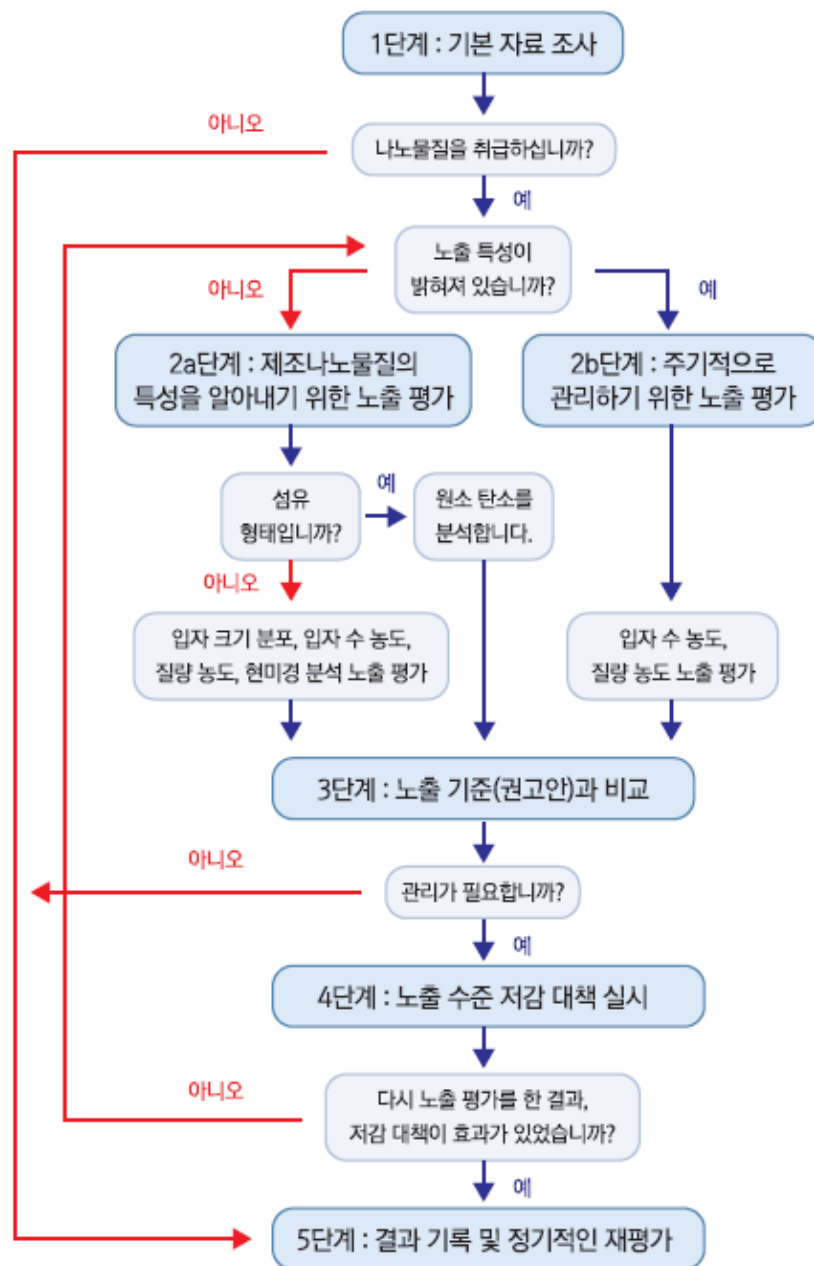 1단계 : 기본 자료 조사
아니오
나노물질을 취급하십니까?
예
노출 특성이
밝혀져 있습니까?
아니오
예
2a단계 : 제조나노물질의
특성을 알아내기 위한 노출 평가
2b단계 : 주기적으로
관리하기 위한 노출 평가
섬유
형태입니까?
예
원소 탄소를
분석합니다.
아니오
입자 크기 분포, 입자 수 농도,
질량 농도, 현미경 분석 노출 평가
입자 수 농도,
질량 농도 노출 평가
3단계 : 노출 기준(권고안)과 비교
아니오
관리가 필요합니까?
예
4단계 : 노출 수준 저감 대책 실시
아니오
다시 노출 평가를 한 결과,
저감 대책이 효과가 있었습니까?
예
5단계 : 결과 기록 및 정기적인 재평가